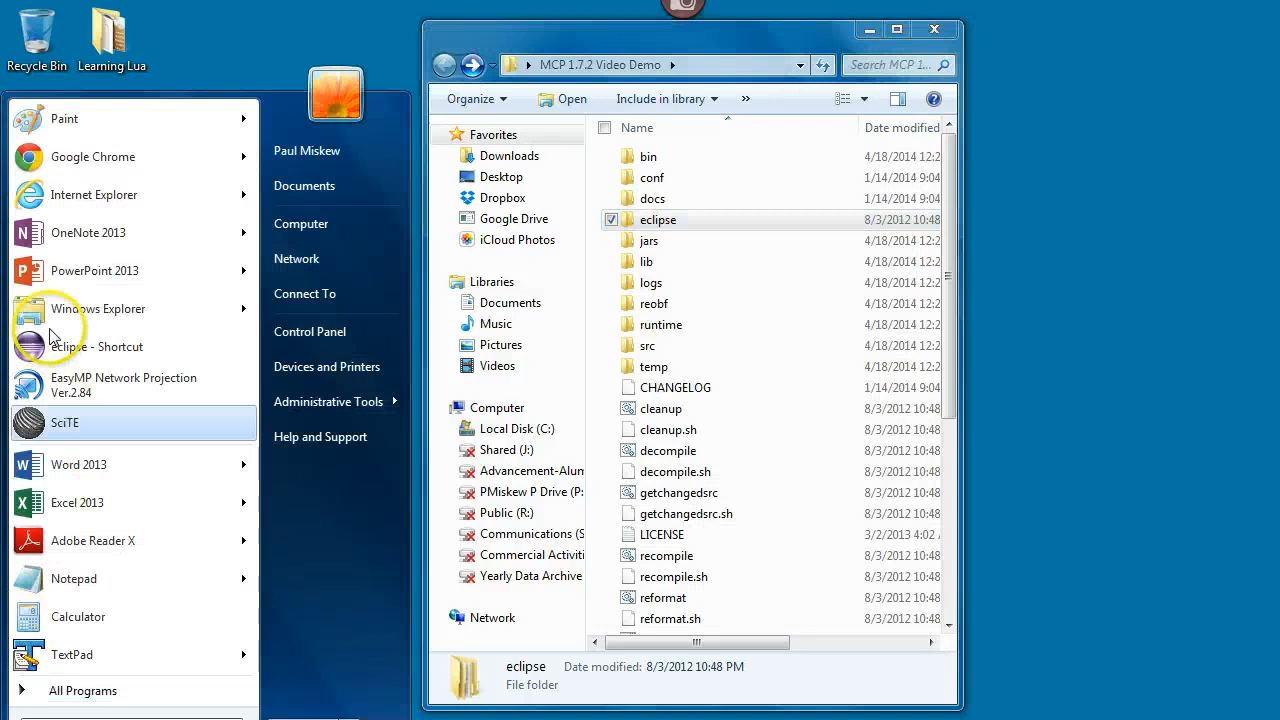 Recycle Bin
Learning Lua
Paint
Google Chrome
Internet Explorer
OneNote 2013
PowerPoint 2013
Windows Explorer
eclipse - Shortcut
EasyMP Network Projection
Ver.2.84
SciTE
Word 2013
Excel 2013
Adobe Reader X
Notepad
Calculator
TextPad
All Programs
Paul Miskew
Documents
Computer
Network
Connect To
Control Panel
Devices and Printers
Administrative Tools
Help and Support
MCP 1.7.2 Video Demo
Search MCP 1...
Organize
Open
Include in library
»
Favorites
Downloads
Desktop
Dropbox
Google Drive
iCloud Photos
Libraries
Documents
Music
Pictures
Videos
Computer
Local Disk (C:)
Shared (J:)
Advancement-Alum
PMiskew P Drive (P:
Public (R:)
Communications (S
Commercial Activiti
Yearly Data Archive
Network
Name Date modified
bin 4/18/2014 12:2
conf 1/14/2014 9:04
docs 1/14/2014 9:04
eclipse 8/3/2012 10:48
jars 4/18/2014 12:2
lib 4/18/2014 12:2
logs 4/18/2014 12:2
reobf 4/18/2014 12:2
runtime 4/18/2014 12:2
src 4/18/2014 12:2
temp 4/18/2014 12:2
CHANGELOG 1/14/2014 9:04
cleanup 8/3/2012 10:48
cleanup.sh 8/3/2012 10:48
decompile 8/3/2012 10:48
decompile.sh 8/3/2012 10:48
getchangedsrc 8/3/2012 10:48
getchangedsrc.sh 8/3/2012 10:48
LICENSE 3/2/2013 4:02
recompile 8/3/2012 10:48
recompile.sh 8/3/2012 10:48
reformat 8/3/2012 10:48
reformat.sh 8/3/2012 10:48
eclipse Date modified: 8/3/2012 10:48 PM
File folder